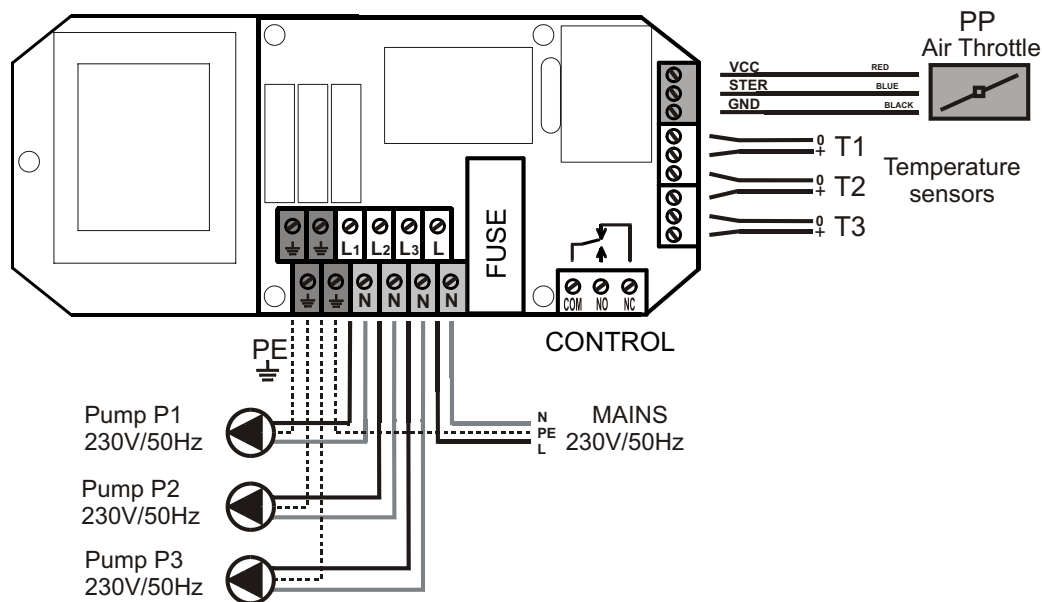 PP
Air Throttle
VCC RED
STER BLUE
GND BLACK
0
+ T1
0
+ T2
0
+ T3
Temperature
sensors
L1 L2 L3 L
N N N N
FUSE
COM NO NC
CONTROL
PE
Pump P1
230V/50Hz
N
PE
L
MAINS
230V/50Hz
Pump P2
230V/50Hz
Pump P3
230V/50Hz